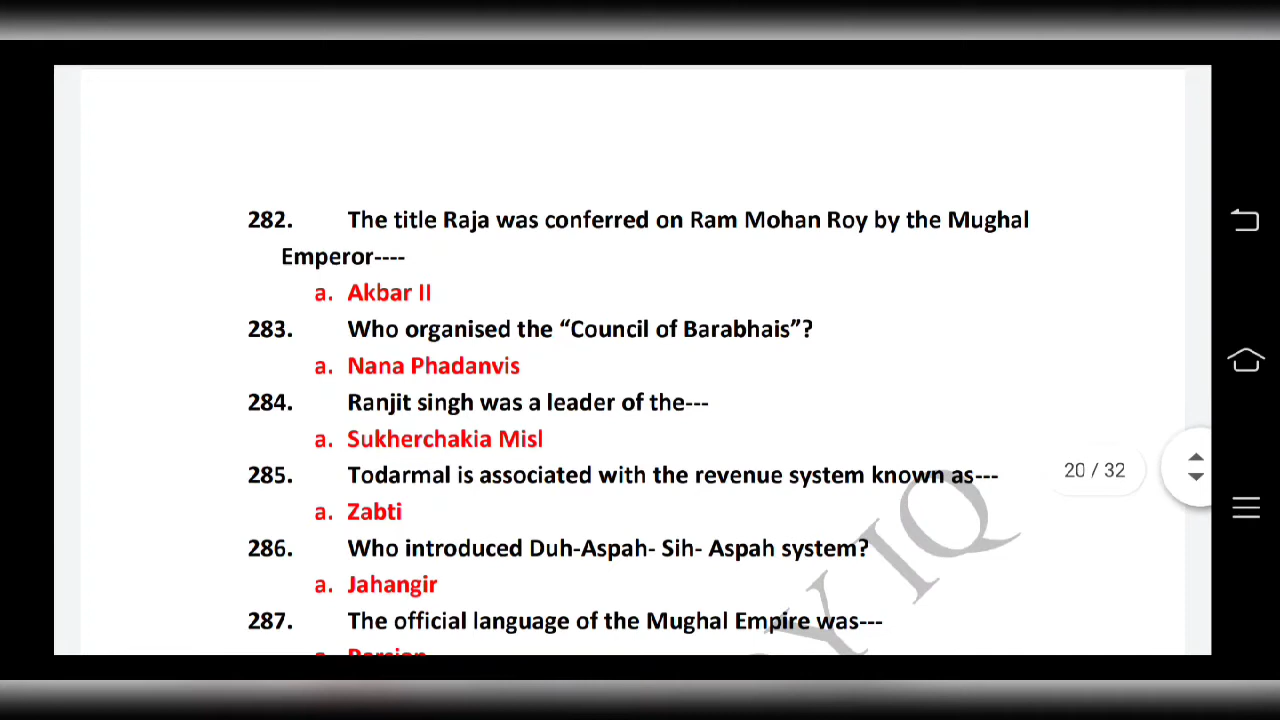 282. The title Raja was conferred on Ram Mohan Roy by the Mughal
Emperor----
a. Akbar II
283. Who organised the “Council of Barabhais”?
a. Nana Phadanvis
284. Ranjit singh was a leader of the---
a. Sukherchakia Misl
285. Todarmal is associated with the revenue system known as---
a. Zabti
20 / 32
286. Who introduced Duh-Aspah- Sih- Aspah system?
a. Jahangir
287. The official language of the Mughal Empire was---
a. Persian
Y IQ